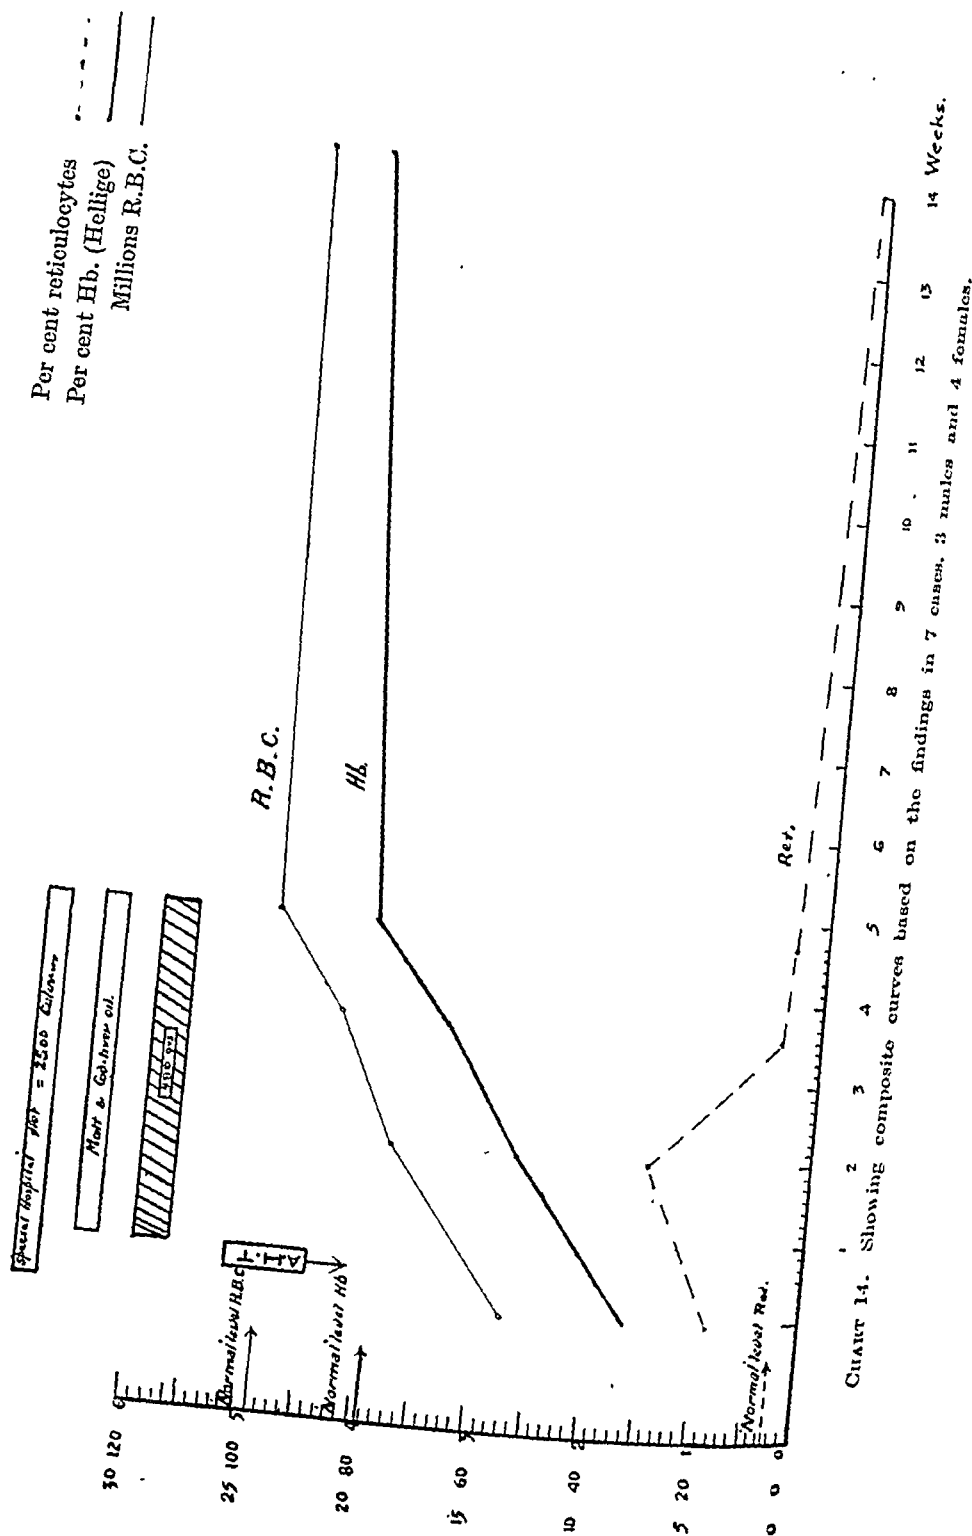 Per cent reticulocytes
Per cent Hb. (Hellige)
Millions R.B.C.
Special Hospital diet = 2500 Calories
Malt & Cod-liver oil.
A.H.T
Normal level R.B.C
Normal level Hb
Normal level Ret.
R.B.C.
Hb.
Ret.
30 120 6
25 100 5
20 80 4
15 60 3
10 40 2
5 20 1
0 0 0
1 2 3 4 5 6 7 8 9 10 11 12 13 14 Weeks.
CHART 14. Showing composite curves based on the findings in 7 cases. 3 males and 4 females.